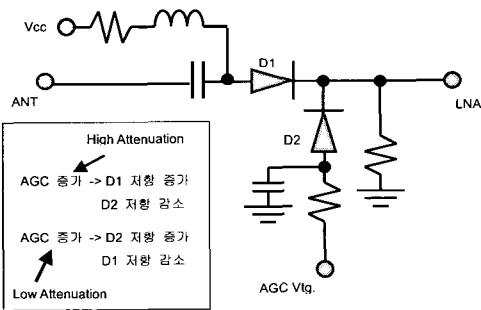 Vcc
D1
ANT
LNA
D2
High Attenuation
AGC 증가 -> D1 저항 증가
D2 저항 감소
AGC 증가 -> D2 저항 증가
D1 저항 감소
Low Attenuation
AGC Vtg.